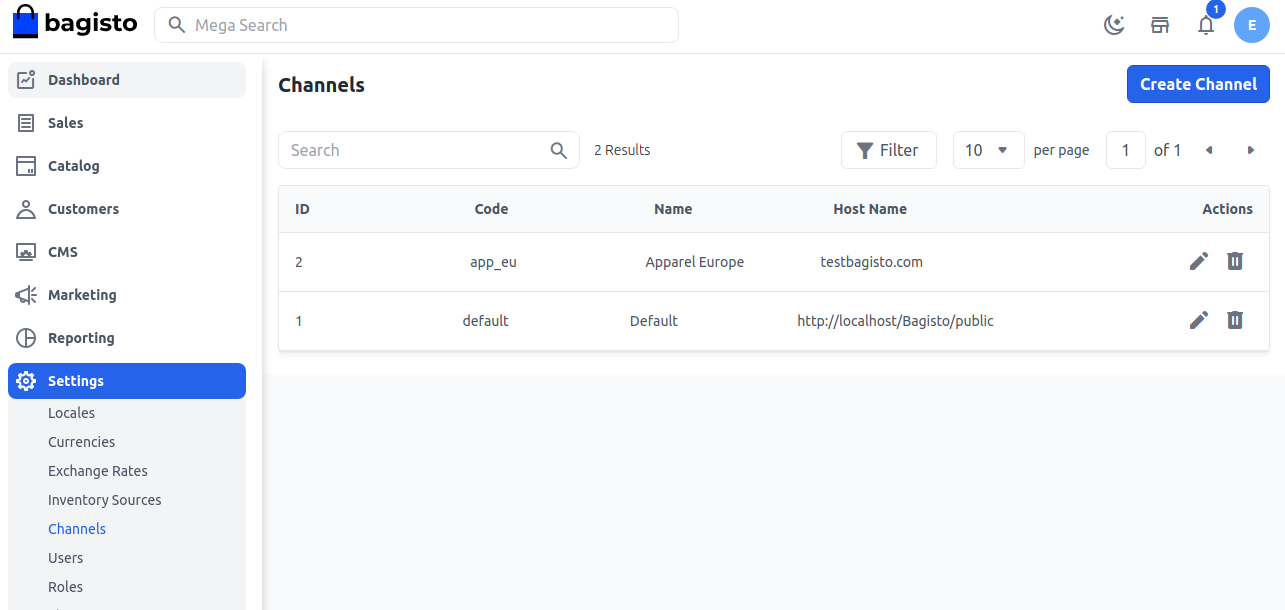 bagisto
Mega Search
1
E
Dashboard
Sales
Catalog
Customers
CMS
Marketing
Reporting
Settings
Locales
Currencies
Exchange Rates
Inventory Sources
Channels
Users
Roles
Channels
Create Channel
Search
2 Results
Filter
10
per page
1
of 1
ID Code Name Host Name Actions
2 app_eu Apparel Europe testbagisto.com
1 default Default http://localhost/Bagisto/public